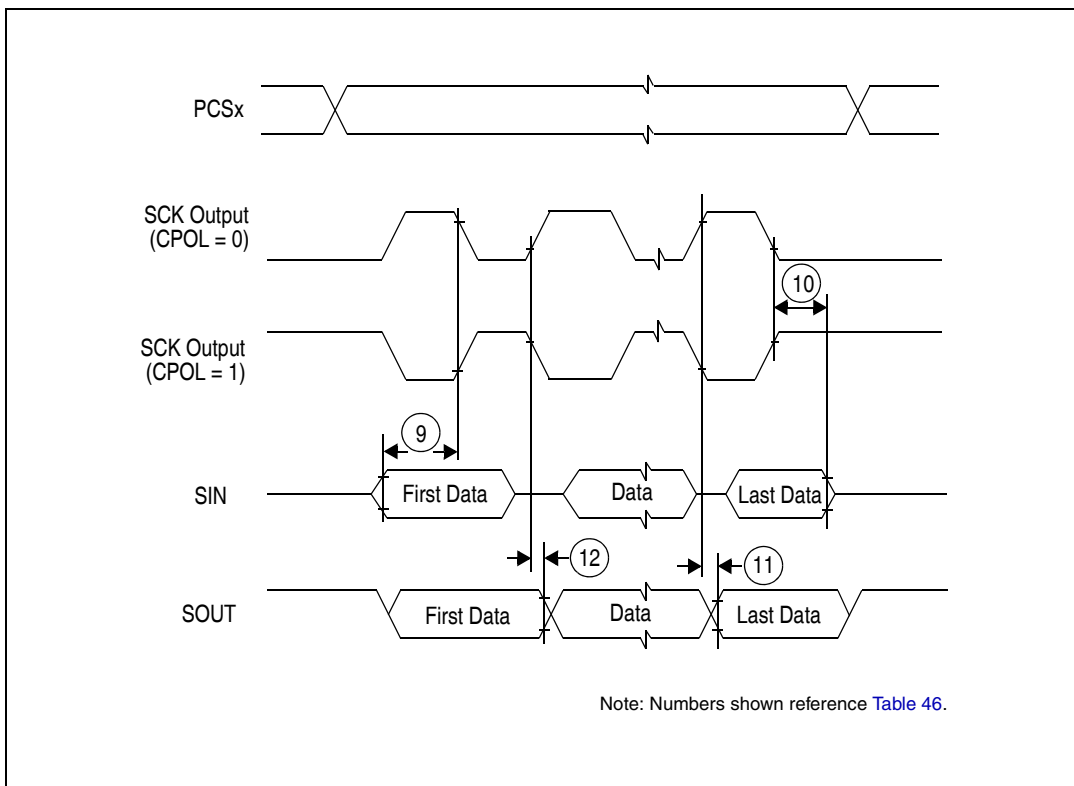 PCSx
SCK Output
(CPOL = 0)
10
SCK Output
(CPOL = 1)
9
SIN
First Data
Data
Last Data
12
11
SOUT
First Data
Data
Last Data
Note: Numbers shown reference Table 46.